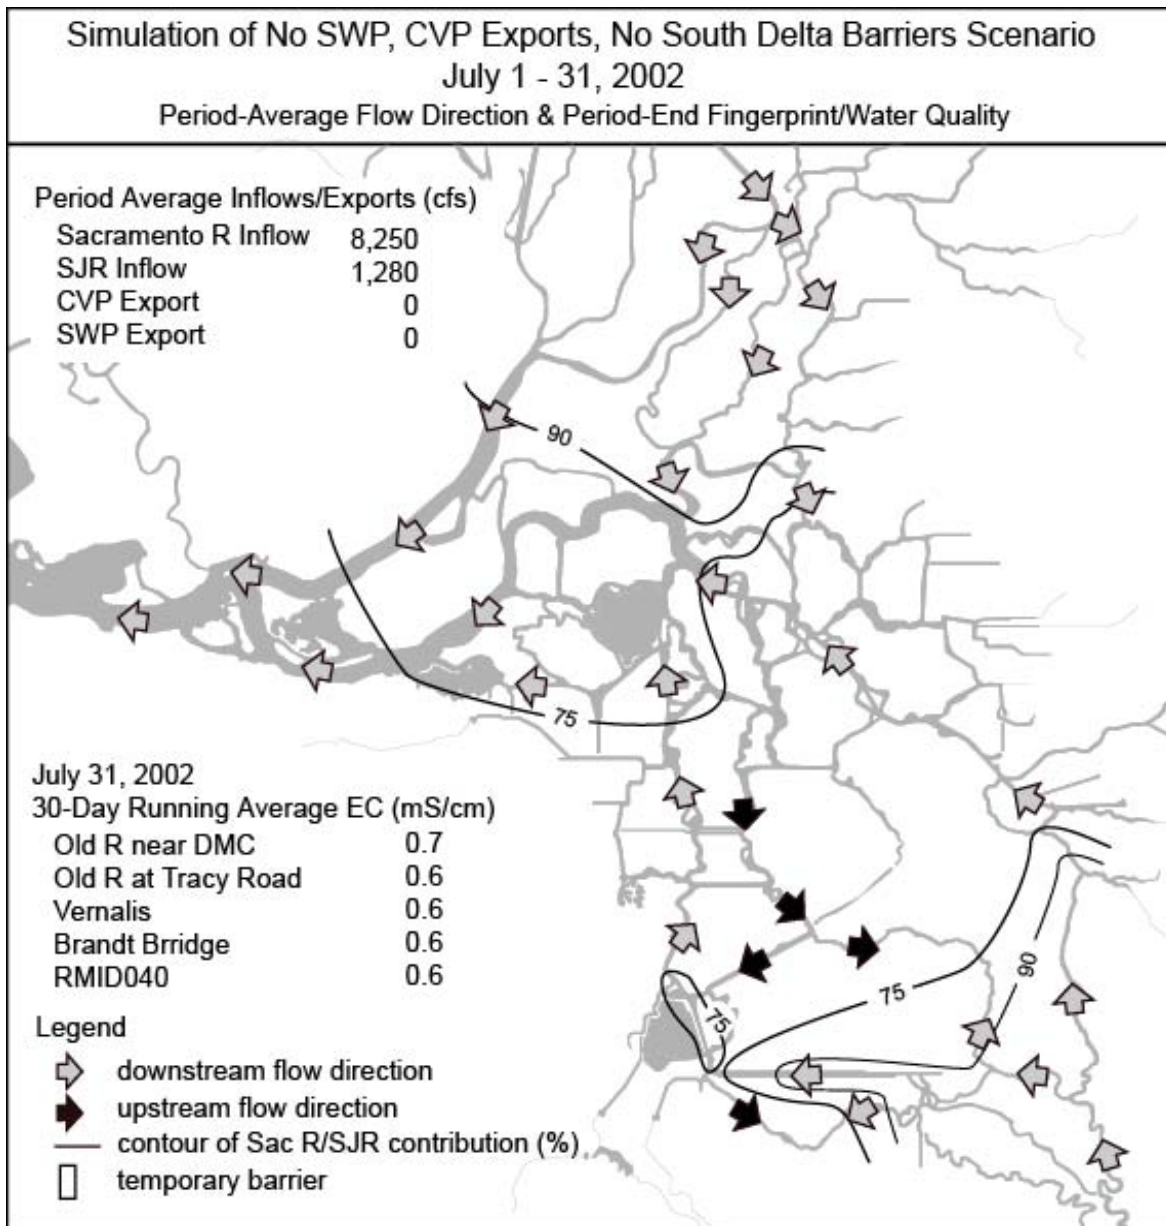 Simulation of No SWP, CVP Exports, No South Delta Barriers Scenario
July 1 - 31, 2002
Period-Average Flow Direction & Period-End Fingerprint/Water Quality
Period Average Inflows/Exports (cfs)
Sacramento R Inflow 8,250
SJR Inflow 1,280
CVP Export 0
SWP Export 0
90
75
July 31, 2002
30-Day Running Average EC (mS/cm)
Old R near DMC 0.7
Old R at Tracy Road 0.6
Vernalis 0.6
Brandt Brridge 0.6
RMID040 0.6
90
75
75
Legend
downstream flow direction
upstream flow direction
contour of Sac R/SJR contribution (%)
temporary barrier